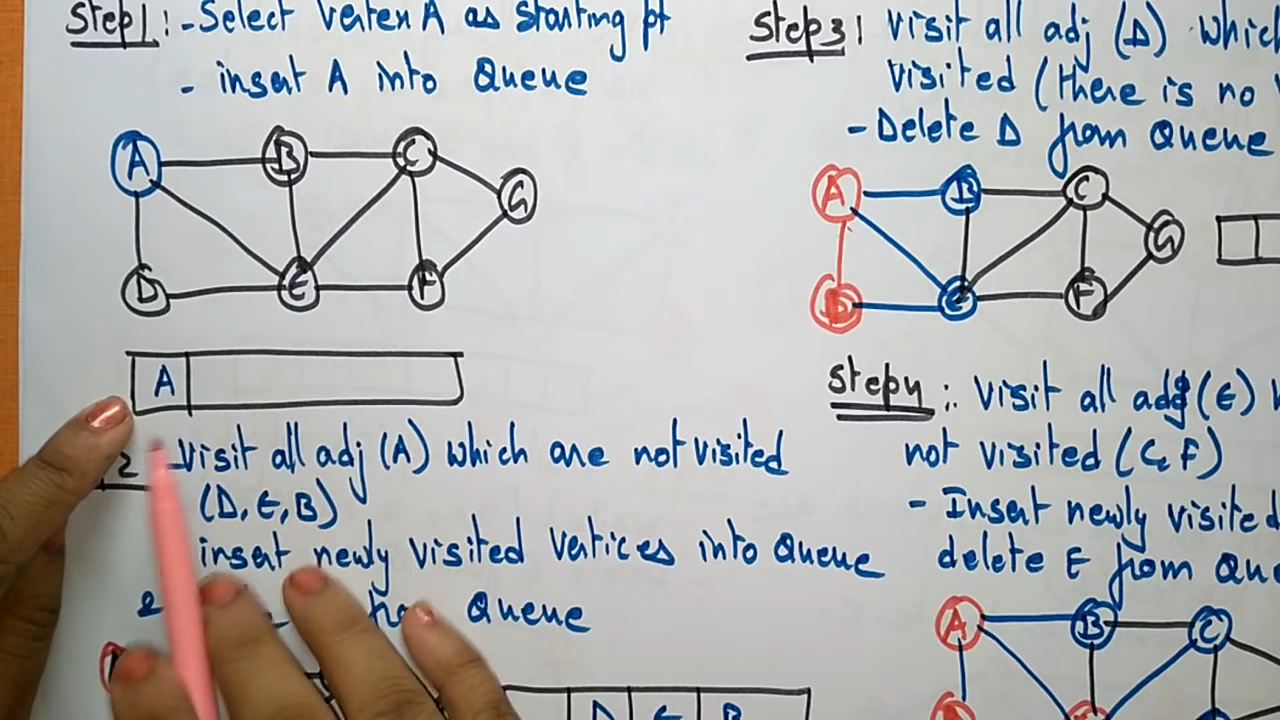 Step1:- Select vertex A as starting pt
- insert A into Queue
A B C G
D E F
A
2 - visit all adj (A) which are not visited
(D, E, B)
insert newly visited vertices into Queue
Queue
D E B
Step3: visit all adj (D) which
visited (there is no
- Delete D from Queue
A B C G
D E F
Step4:: visit all adj (E)
not visited (C, F)
- Insert newly visited
delete E from Que
A B C